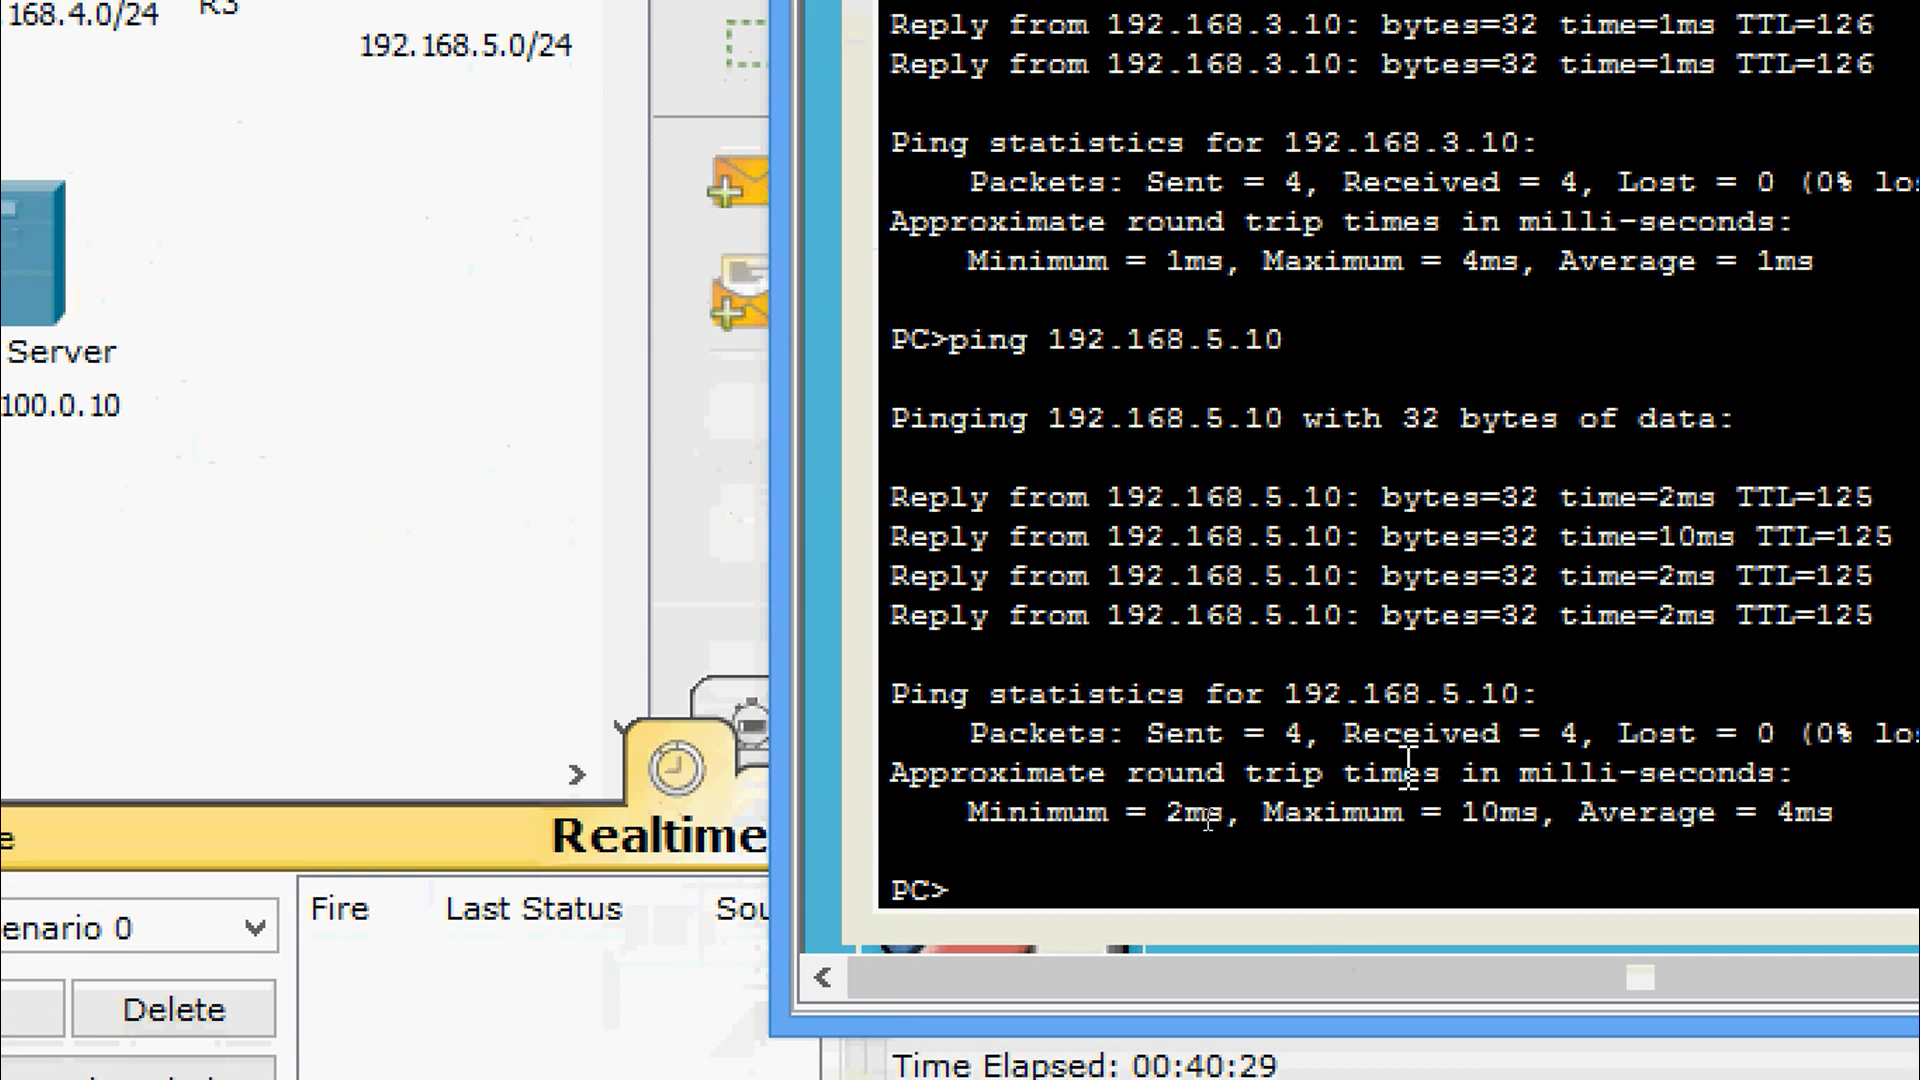 168.4.0/24
R3
192.168.5.0/24
Server
100.0.10
Realtime
e
enario 0
Fire
Last Status
Sou
Delete
Reply from 192.168.3.10: bytes=32 time=1ms TTL=126
Reply from 192.168.3.10: bytes=32 time=1ms TTL=126
Ping statistics for 192.168.3.10:
Packets: Sent = 4, Received = 4, Lost = 0 (0% lo
Approximate round trip times in milli-seconds:
Minimum = 1ms, Maximum = 4ms, Average = 1ms
PC>ping 192.168.5.10
Pinging 192.168.5.10 with 32 bytes of data:
Reply from 192.168.5.10: bytes=32 time=2ms TTL=125
Reply from 192.168.5.10: bytes=32 time=10ms TTL=125
Reply from 192.168.5.10: bytes=32 time=2ms TTL=125
Reply from 192.168.5.10: bytes=32 time=2ms TTL=125
Ping statistics for 192.168.5.10:
Packets: Sent = 4, Received = 4, Lost = 0 (0% lo
Approximate round trip times in milli-seconds:
Minimum = 2ms, Maximum = 10ms, Average = 4ms
PC>
Time Elapsed: 00:40:29